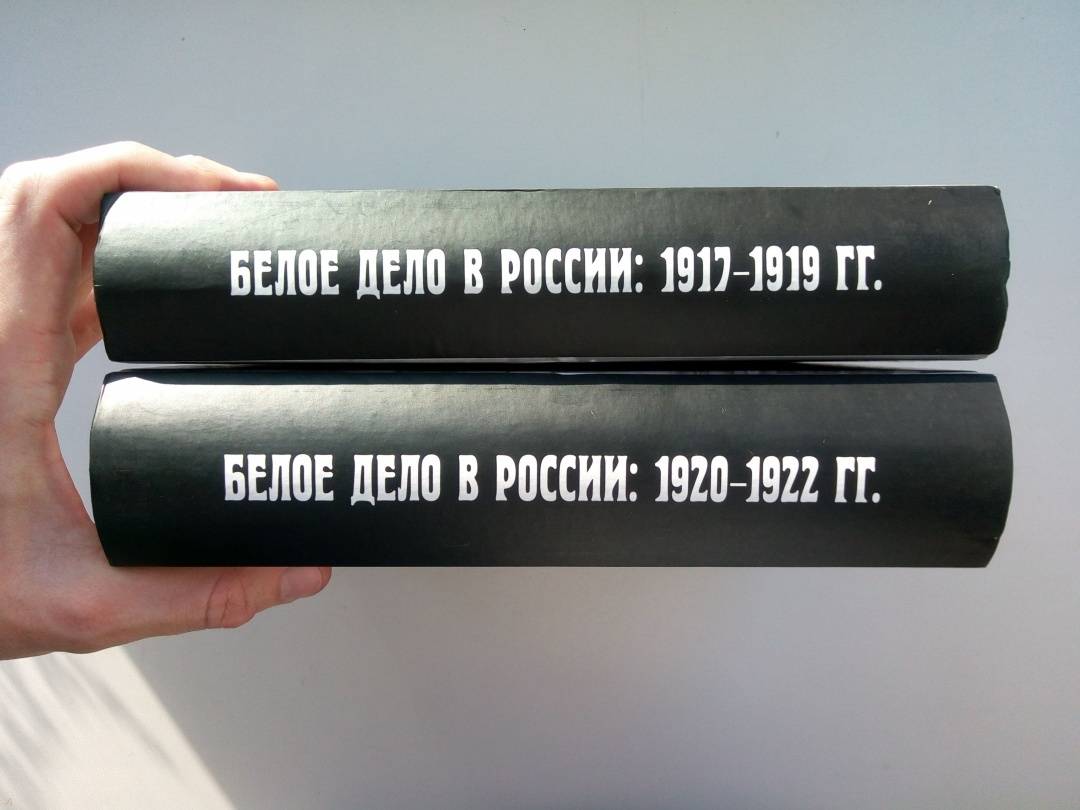 БЕЛОЕ ДЕЛО В РОССИИ: 1917–1919 ГГ.
БЕЛОЕ ДЕЛО В РОССИИ: 1920–1922 ГГ.